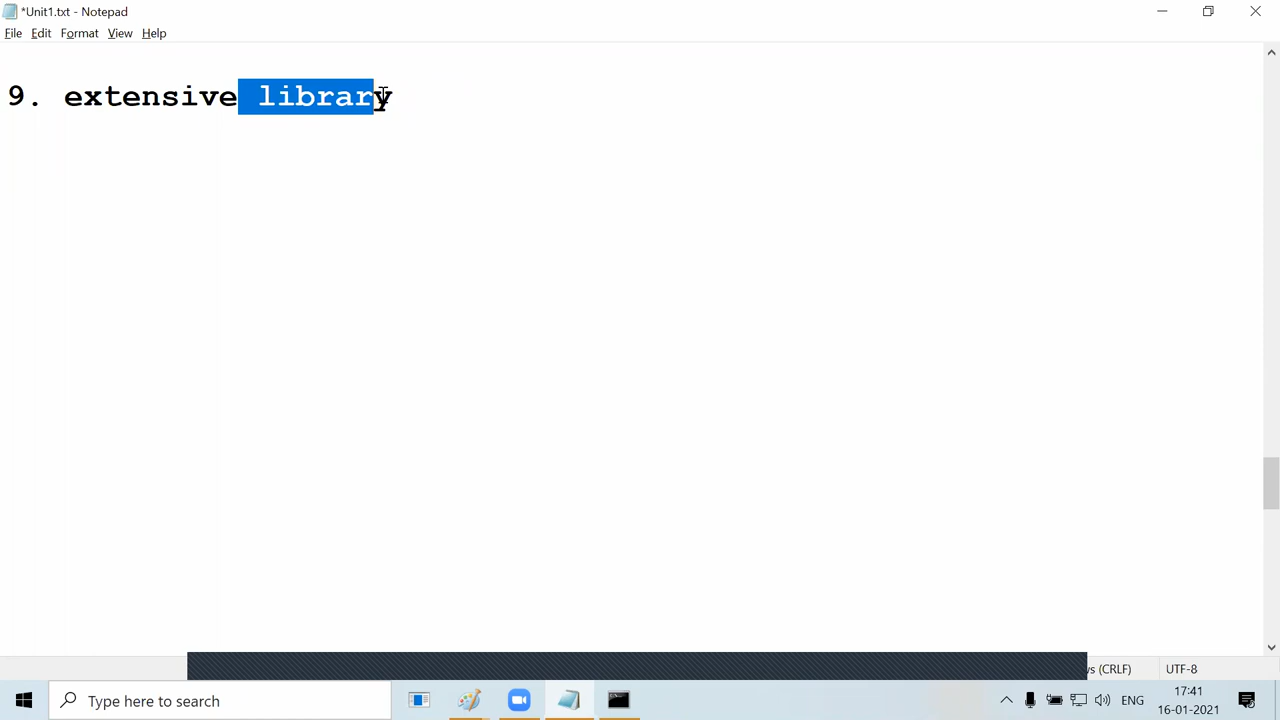 *Unit1.txt - Notepad
File Edit Format View Help
9. extensive library
s (CRLF) UTF-8
Type here to search
ENG
17:41
16-01-2021